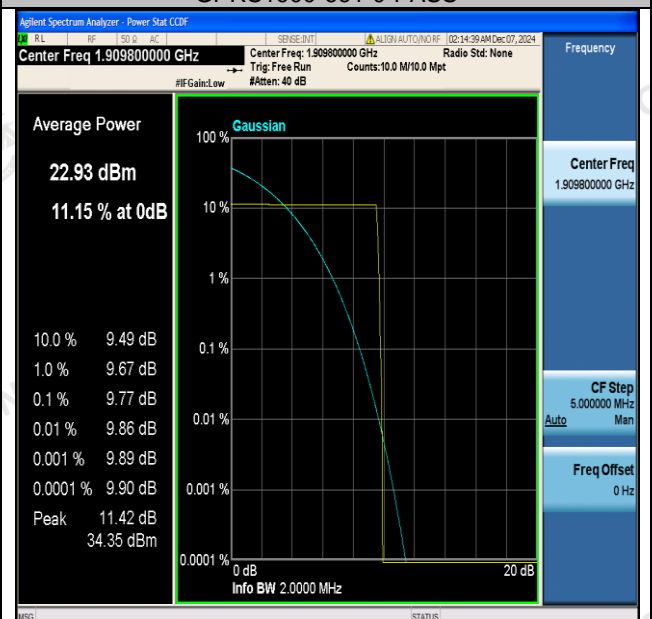 Agilent Spectrum Analyzer - Power Stat CCDF
RL RF 50 Ω AC SENSE:INT ALIGN AUTO/NO RF 02:14:39 AM Dec 07, 2024
Center Freq 1.909800000 GHz
Center Freq: 1.909800000 GHz Radio Std: None
Trig: Free Run Counts:10.0 M/10.0 Mpt
#IFGain:Low #Atten: 40 dB
Frequency
Average Power
22.93 dBm
11.15 % at 0dB
10.0 % 9.49 dB
1.0 % 9.67 dB
0.1 % 9.77 dB
0.01 % 9.86 dB
0.001 % 9.89 dB
0.0001 % 9.90 dB
Peak 11.42 dB
34.35 dBm
Gaussian
100 %
10 %
1 %
0.1 %
0.01 %
0.001 %
0.0001 %
0 dB 20 dB
Info BW 2.0000 MHz
Center Freq
1.909800000 GHz
CF Step
5.000000 MHz
Auto Man
Freq Offset
0 Hz
MSG STATUS